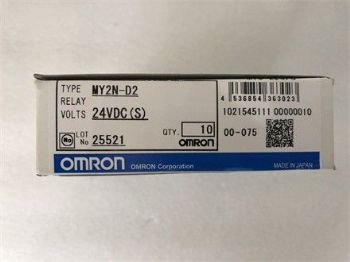 TYPE MY2N-D2
RELAY
VOLTS 24VDC(S)
LOT
No 25521
QTY. 10
OMRON
4 536854 363023
1021545111 00000010
00-075
MADE IN JAPAN
OMRON OMRON Corporation